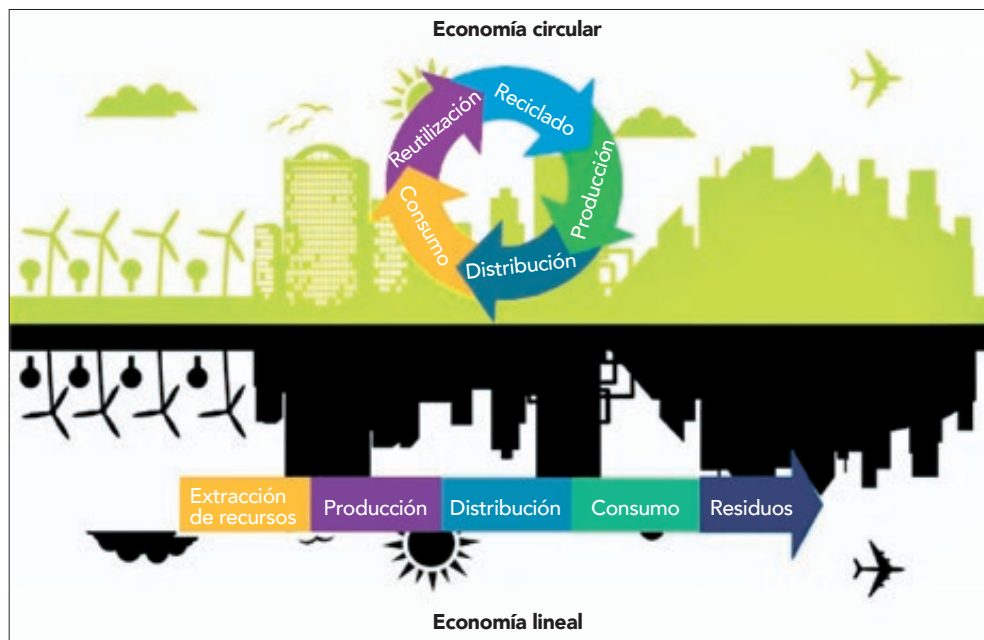 Economía circular
Reutilización
Reciclado
Producción
Distribución
Consumo
Extracción
de recursos
Producción
Distribución
Consumo
Residuos
Economía lineal